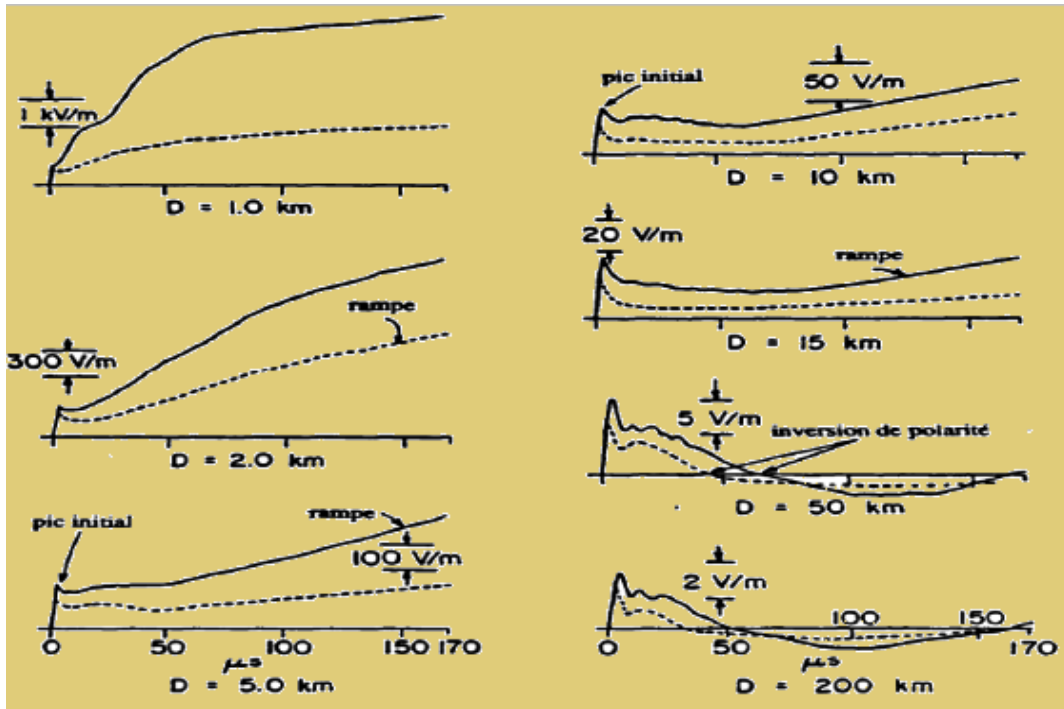 1 kV/m
D = 1.0 km
rampe
300 V/m
D = 2.0 km
pic initial
rampe
100 V/m
0 50 100 150 170
μs
D = 5.0 km
pic initial
50 V/m
D = 10 km
20 V/m
rampe
D = 15 km
5 V/m
inversion de polarité
D = 50 km
2 V/m
100 150
0 50 170
μs
D = 200 km